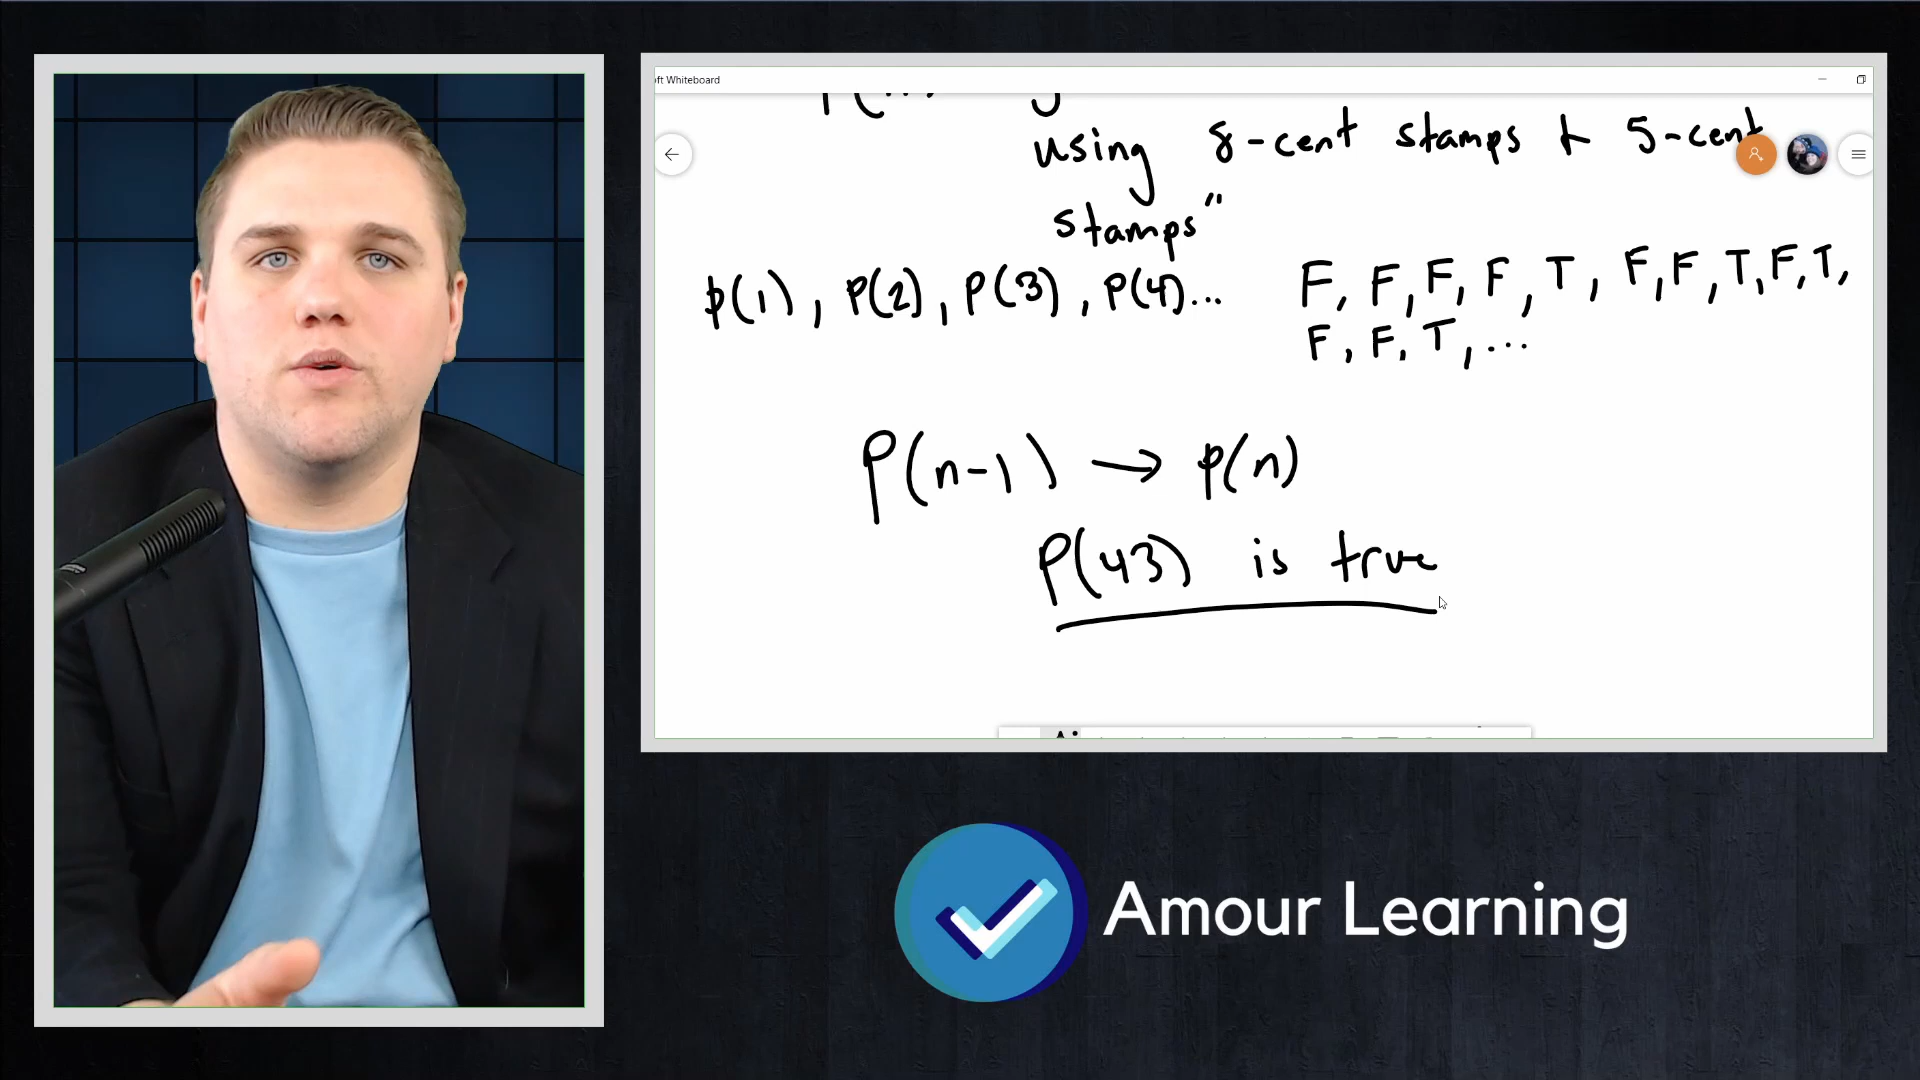 ft Whiteboard
using 8-cent stamps + 5-cent
stamps"
p(1), p(2), p(3), p(4)... F, F, F, F, T, F, F, T, F, T,
F, F, T, ...
P(n-1) → p(n)
P(43) is true
Amour Learning